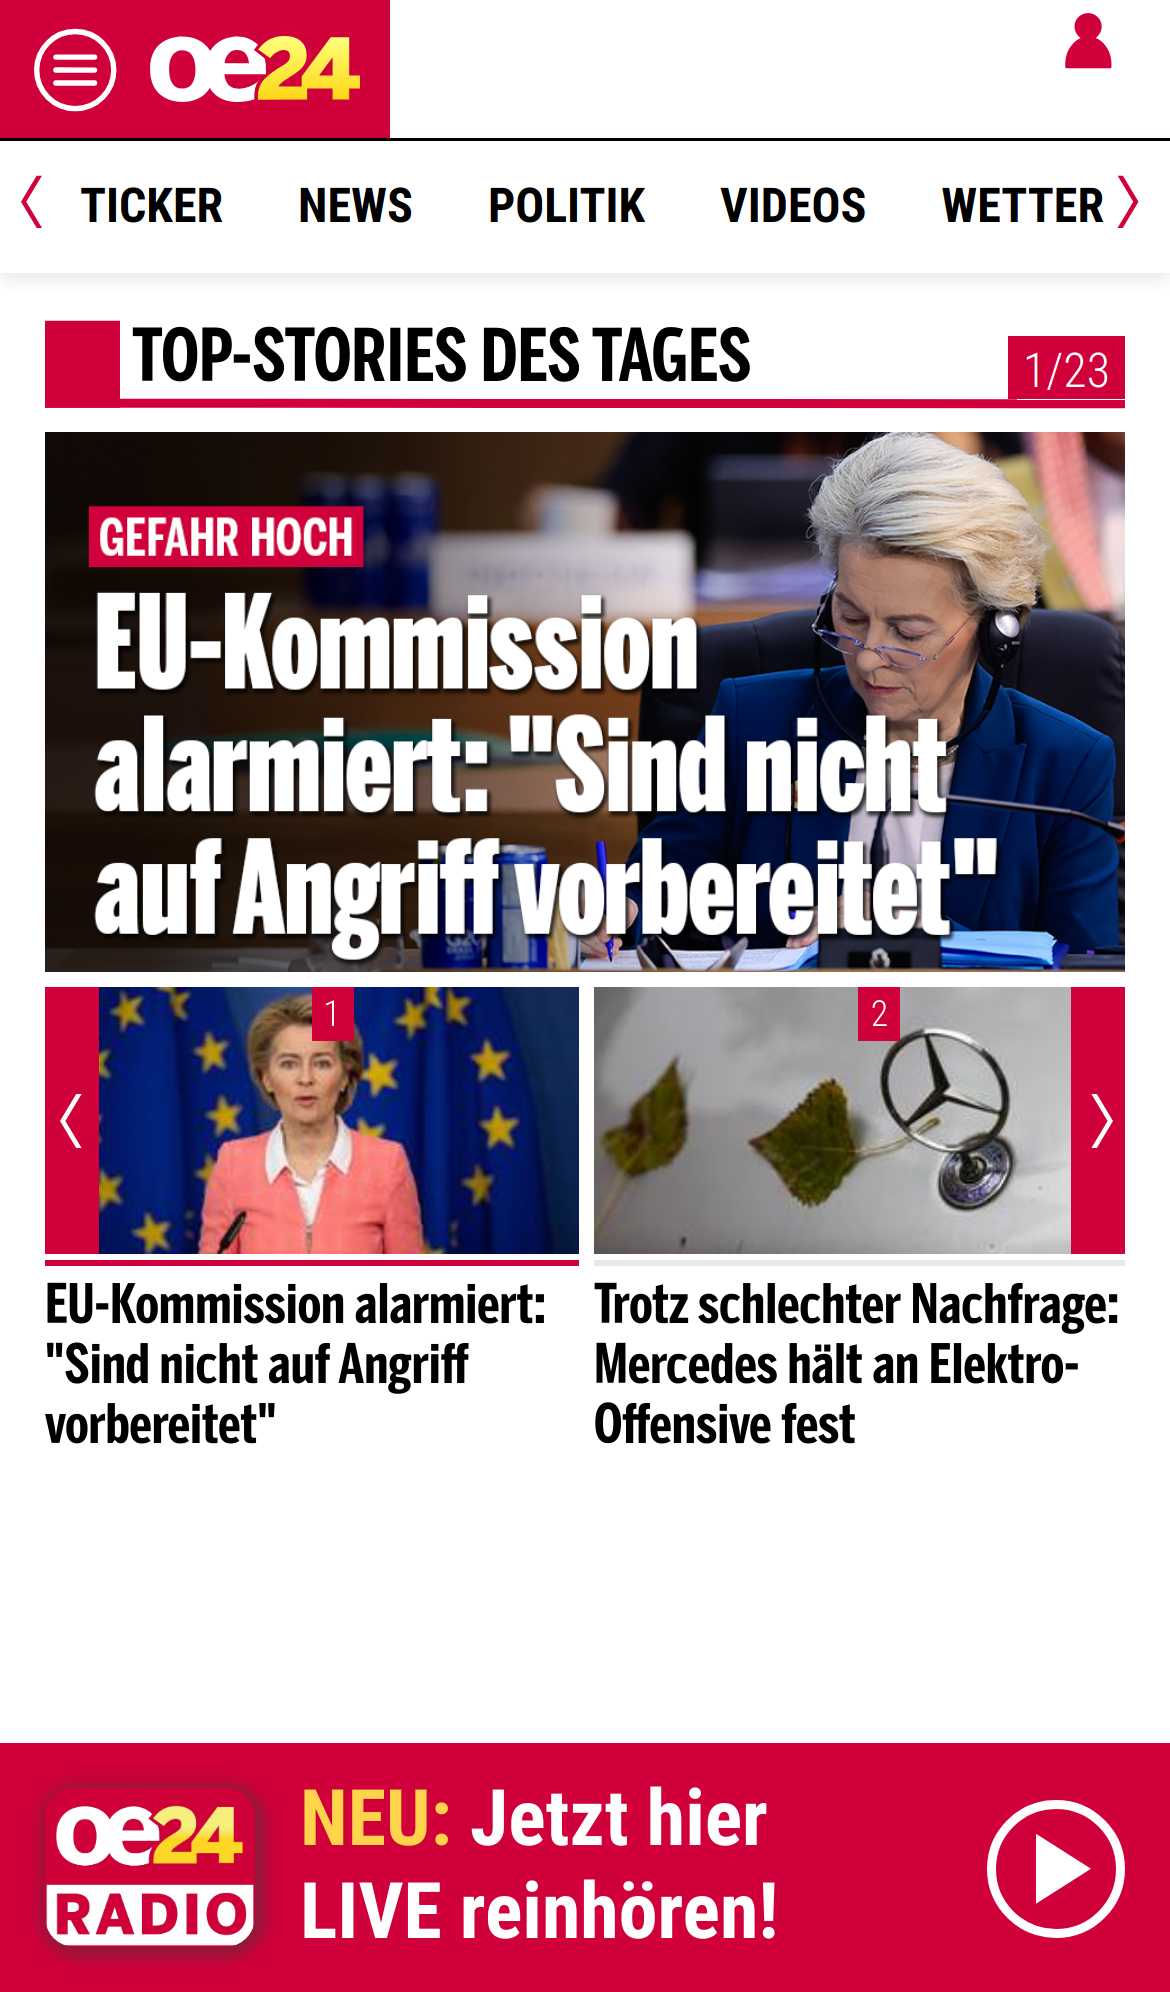 oe24
TICKER NEWS POLITIK VIDEOS WETTER
TOP-STORIES DES TAGES
1/23
GEFAHR HOCH
EU-Kommission
alarmiert: "Sind nicht
auf Angriff vorbereitet"
1
2
EU-Kommission alarmiert:
"Sind nicht auf Angriff
vorbereitet"
Trotz schlechter Nachfrage:
Mercedes hält an Elektro-
Offensive fest
oe24
RADIO
NEU: Jetzt hier
LIVE reinhören!